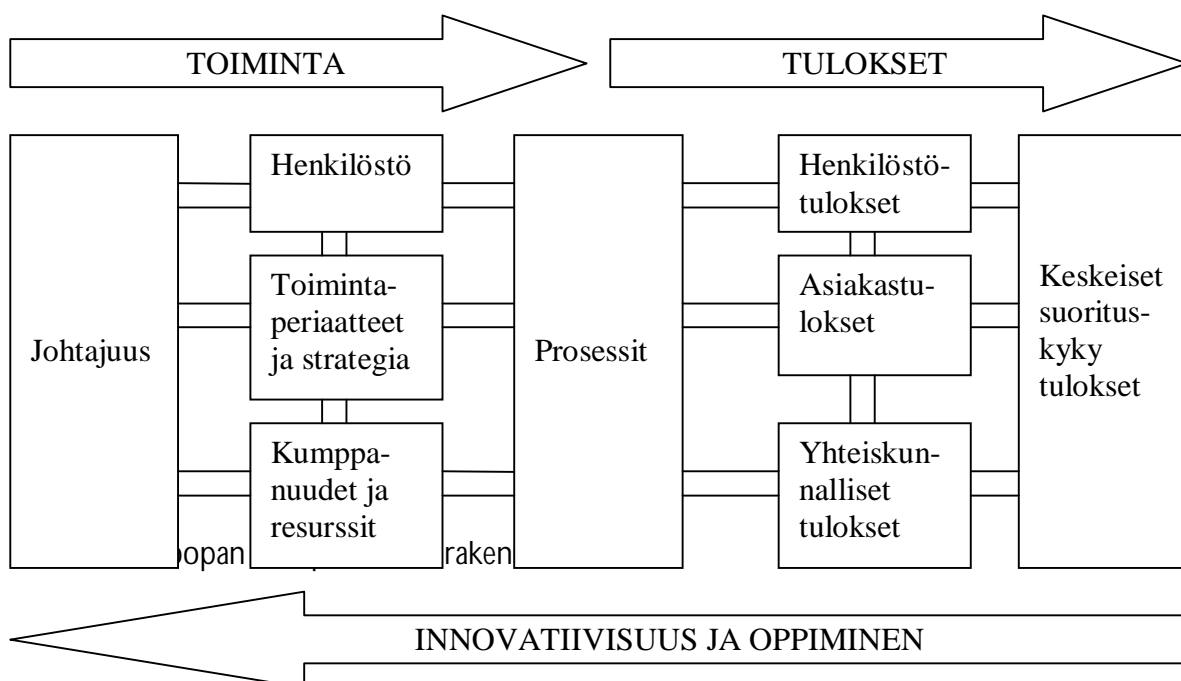 TOIMINTA
TULOKSET
Johtajuus
Henkilöstö
Toiminta-
periaatteet
ja strategia
Kumppa-
nuudet ja
resurssit
Prosessit
Henkilöstö-
tulokset
Asiakastu-
lokset
Yhteiskun-
nalliset
tulokset
Keskeiset
suoritus-
kyky
tulokset
INNOVATIIVISUUS JA OPPIMINEN